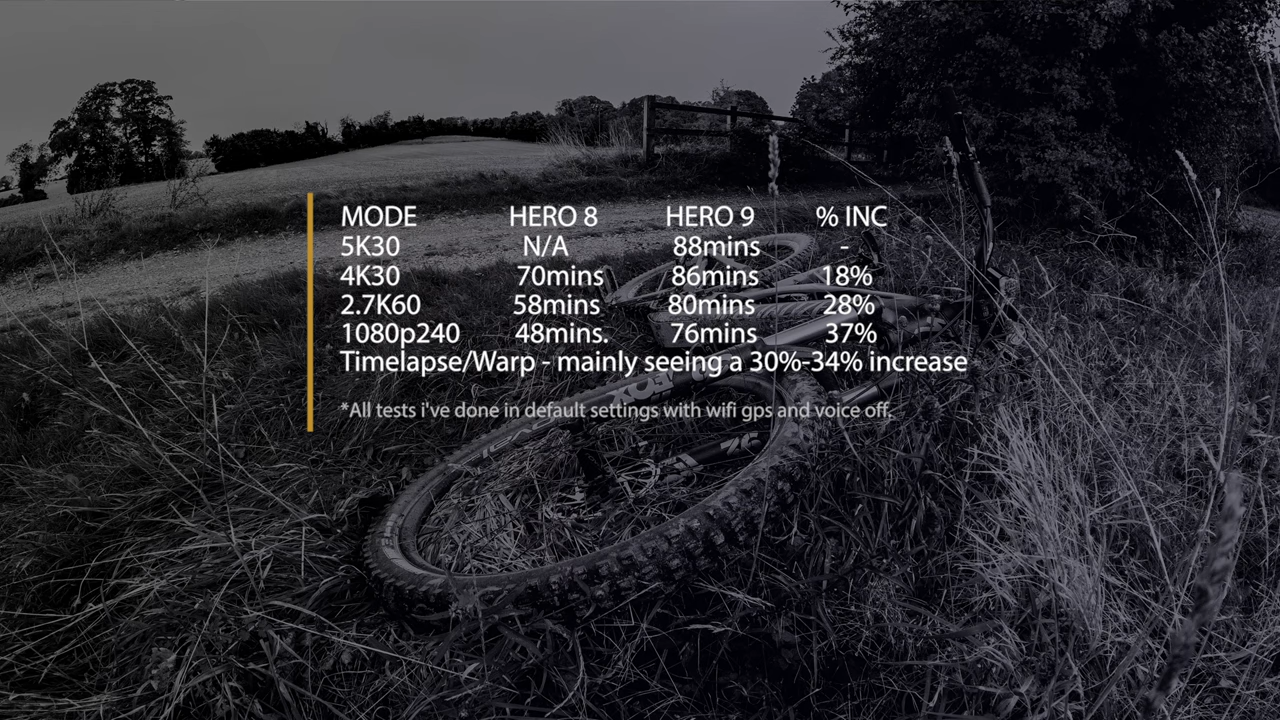 MODE HERO 8 HERO 9 % INC
5K30 N/A 88mins -
4K30 70mins 86mins 18%
2.7K60 58mins 80mins 28%
1080p240 48mins. 76mins 37%
Timelapse/Warp - mainly seeing a 30%-34% increase
*All tests i've done in default settings with wifi gps and voice off.